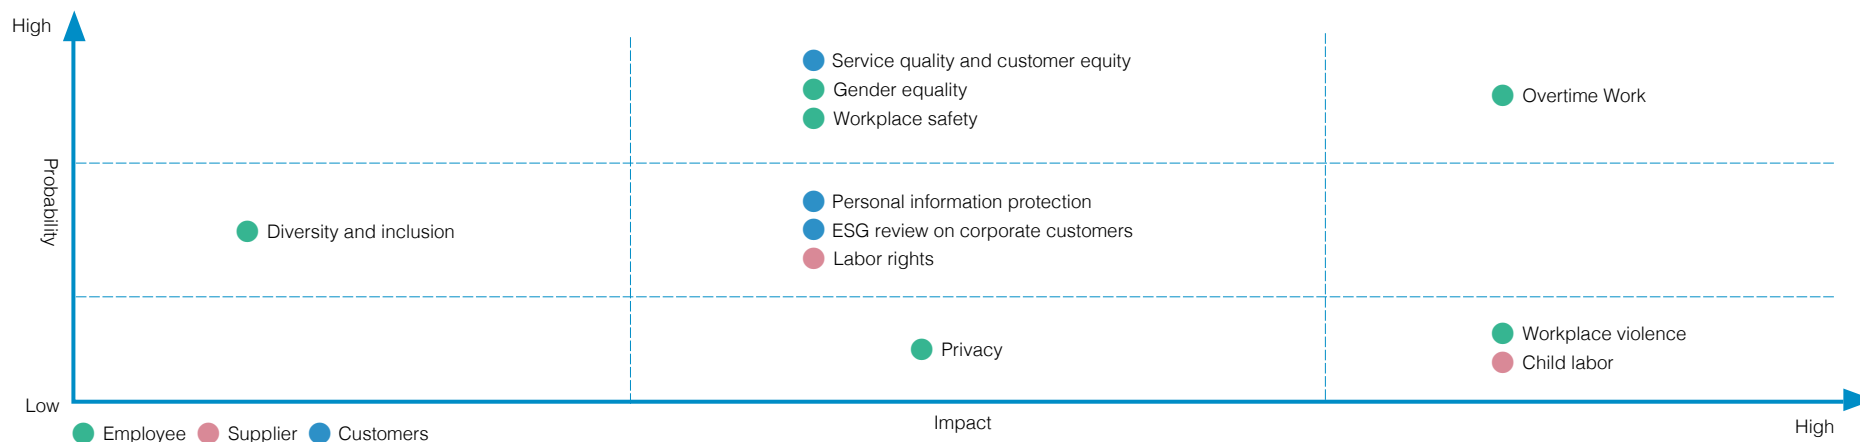 High
Service quality and customer equity
Gender equality
Workplace safety
Overtime Work
Probability
Diversity and inclusion
Personal information protection
ESG review on corporate customers
Labor rights
Privacy
Workplace violence
Child labor
Low
Impact
High
Employee Supplier Customers